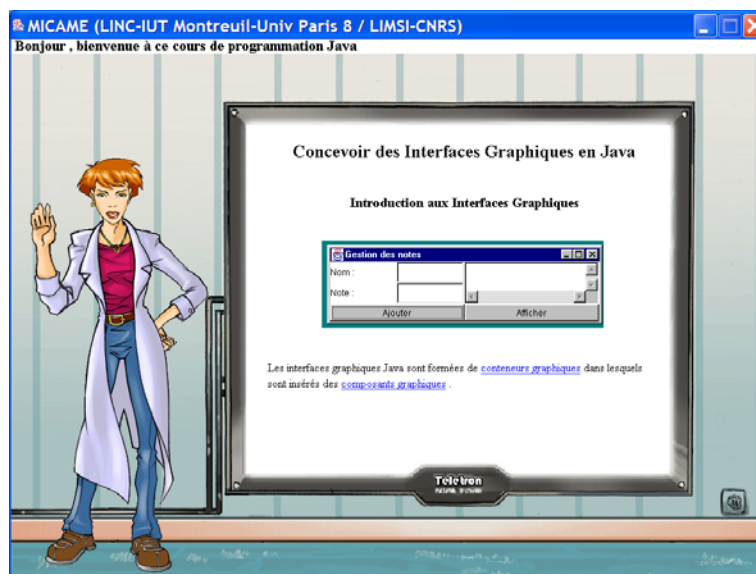 MICAME (LINC-IUT Montreuil-Univ Paris 8 / LIMSI-CNRS)
Bonjour , bienvenue à ce cours de programmation Java
Concevoir des Interfaces Graphiques en Java
Introduction aux Interfaces Graphiques
Gestion des notes
Nom :
Note :
Ajouter Afficher
Les interfaces graphiques Java sont formées de conteneurs graphiques dans lesquels
sont insérés des composants graphiques .
Teletron